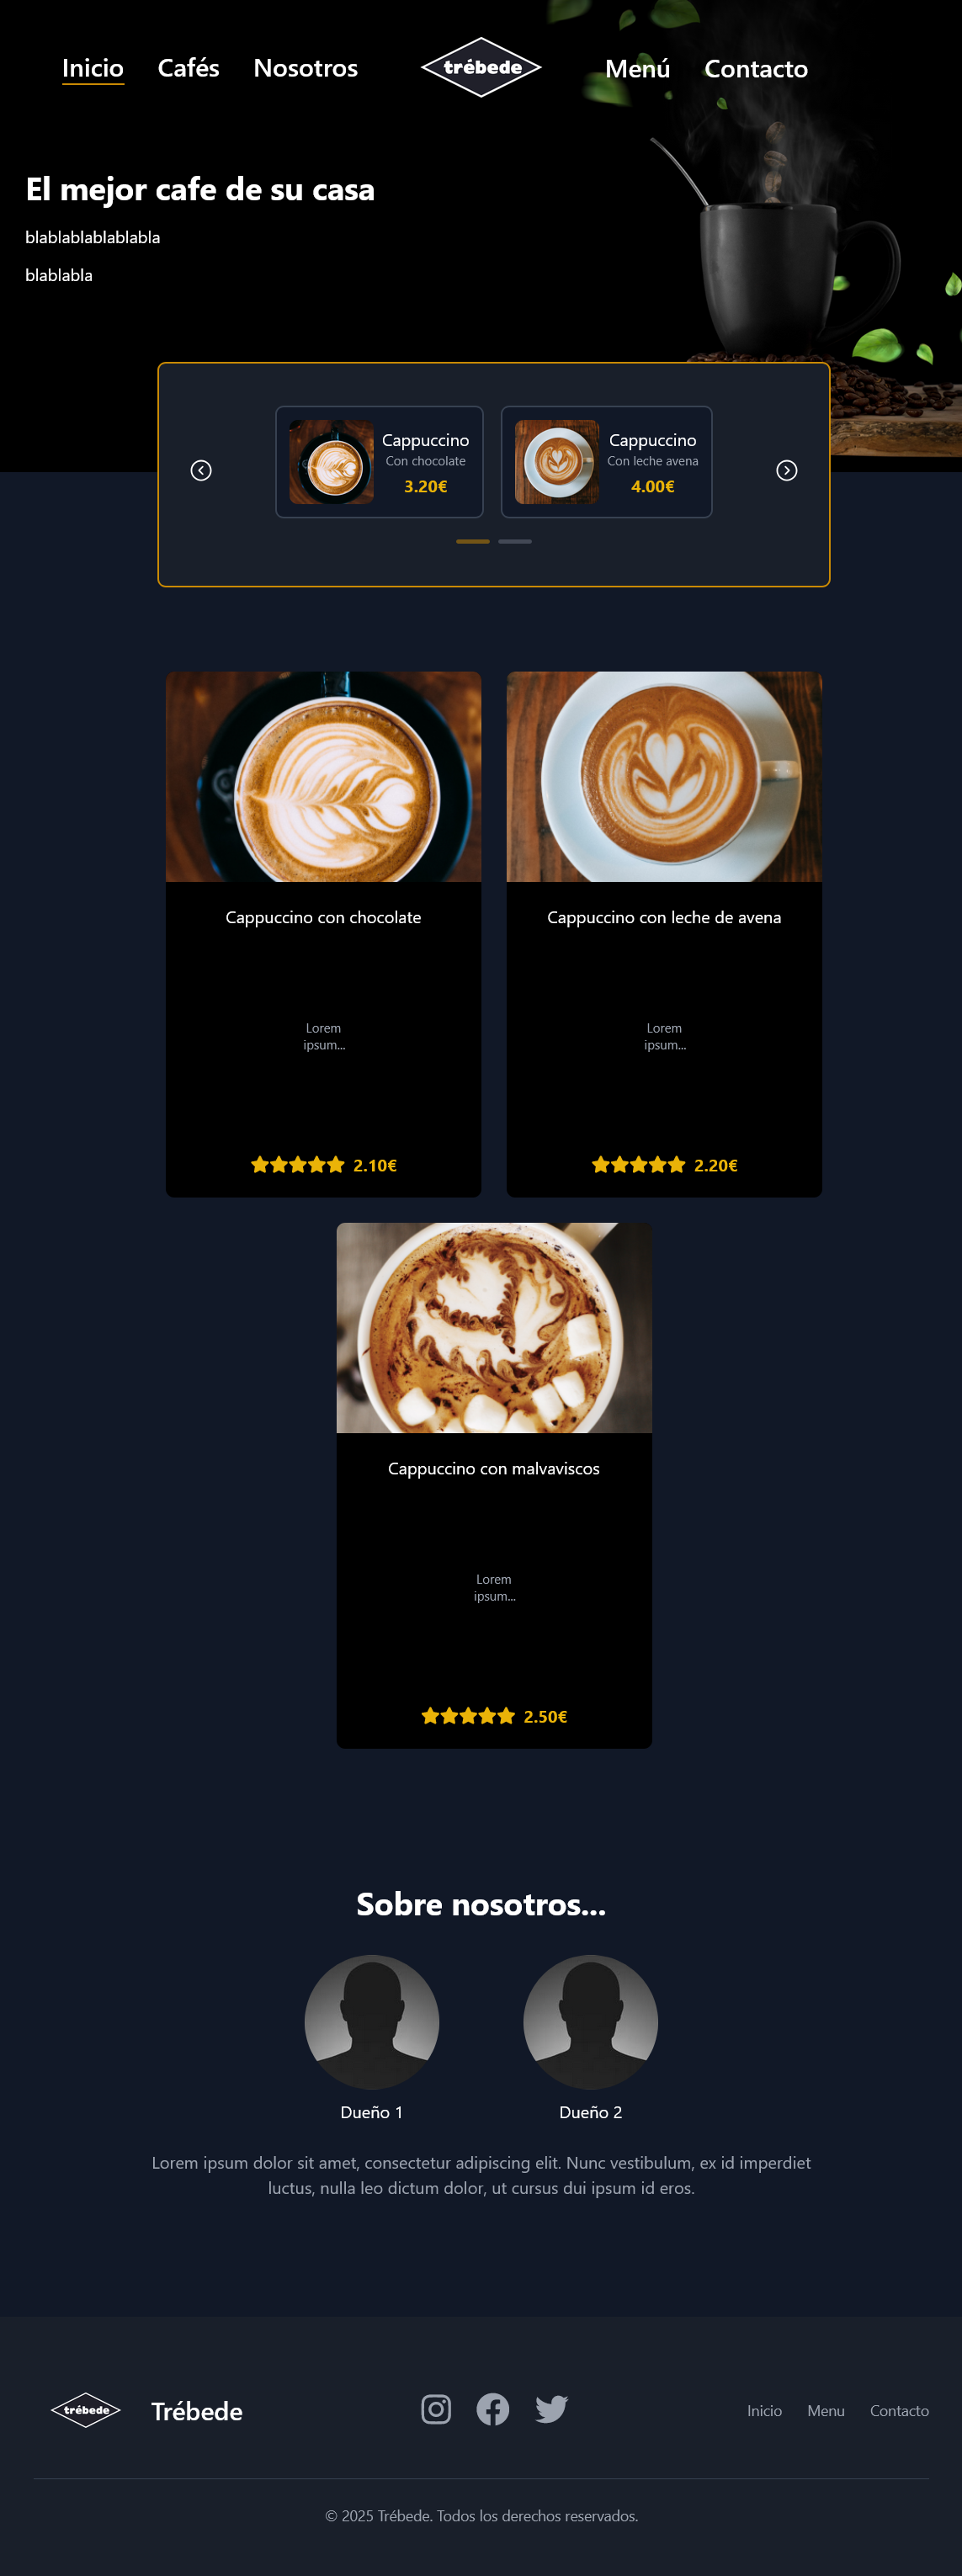 Inicio Cafés Nosotros trébede Menú Contacto
El mejor cafe de su casa
blablablablablabla
blablabla
Cappuccino
Con chocolate
3.20€
Cappuccino
Con leche avena
4.00€
Cappuccino con chocolate
Lorem
ipsum...
2.10€
Cappuccino con leche de avena
Lorem
ipsum...
2.20€
Cappuccino con malvaviscos
Lorem
ipsum...
2.50€
Sobre nosotros...
Dueño 1
Dueño 2
Lorem ipsum dolor sit amet, consectetur adipiscing elit. Nunc vestibulum, ex id imperdiet
luctus, nulla leo dictum dolor, ut cursus dui ipsum id eros.
trébede Trébede
Inicio Menu Contacto
© 2025 Trébede. Todos los derechos reservados.